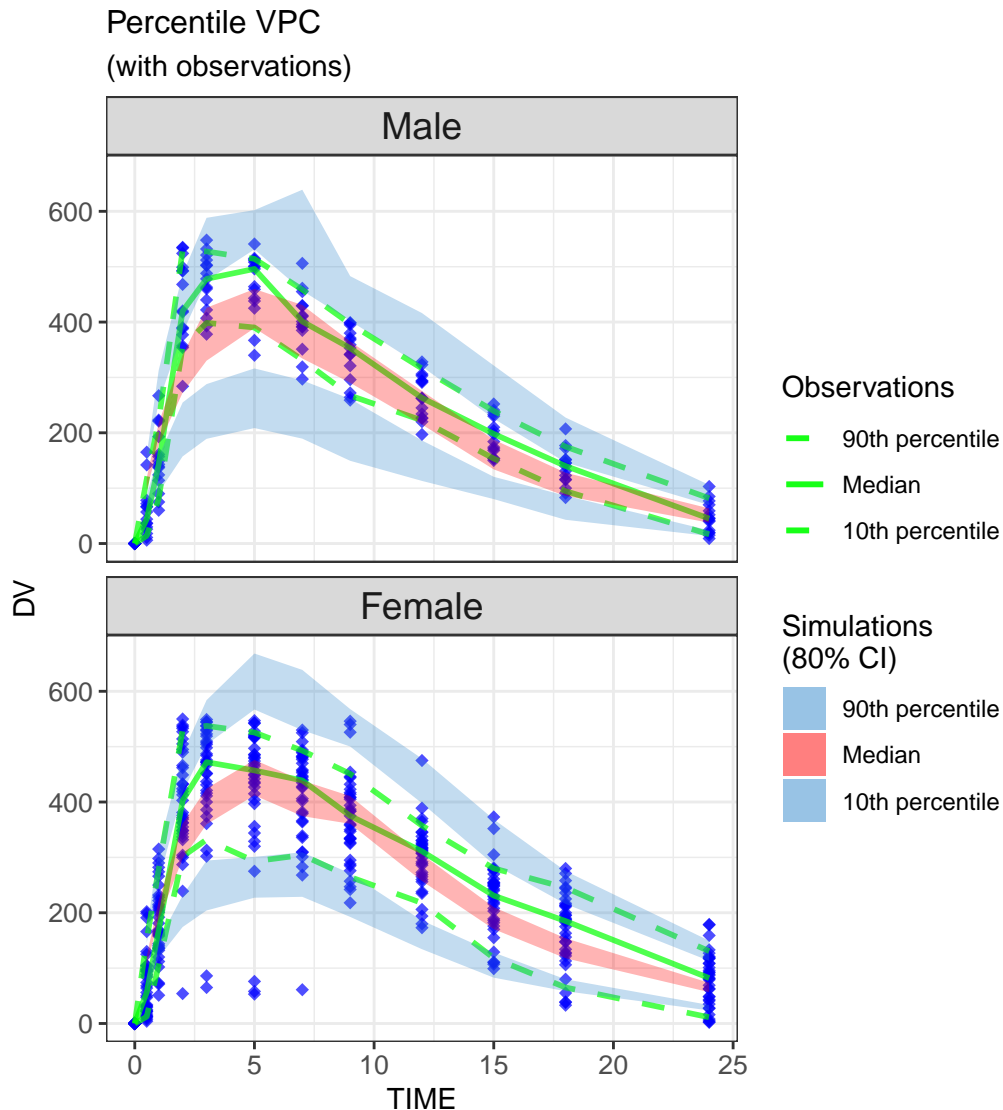 Percentile VPC
(with observations)
Male
600
400
200
0
Female
600
400
200
0
0
5
10
15
20
25
DV
TIME
Observations
90th percentile
Median
10th percentile
Simulations
(80% CI)
90th percentile
Median
10th percentile